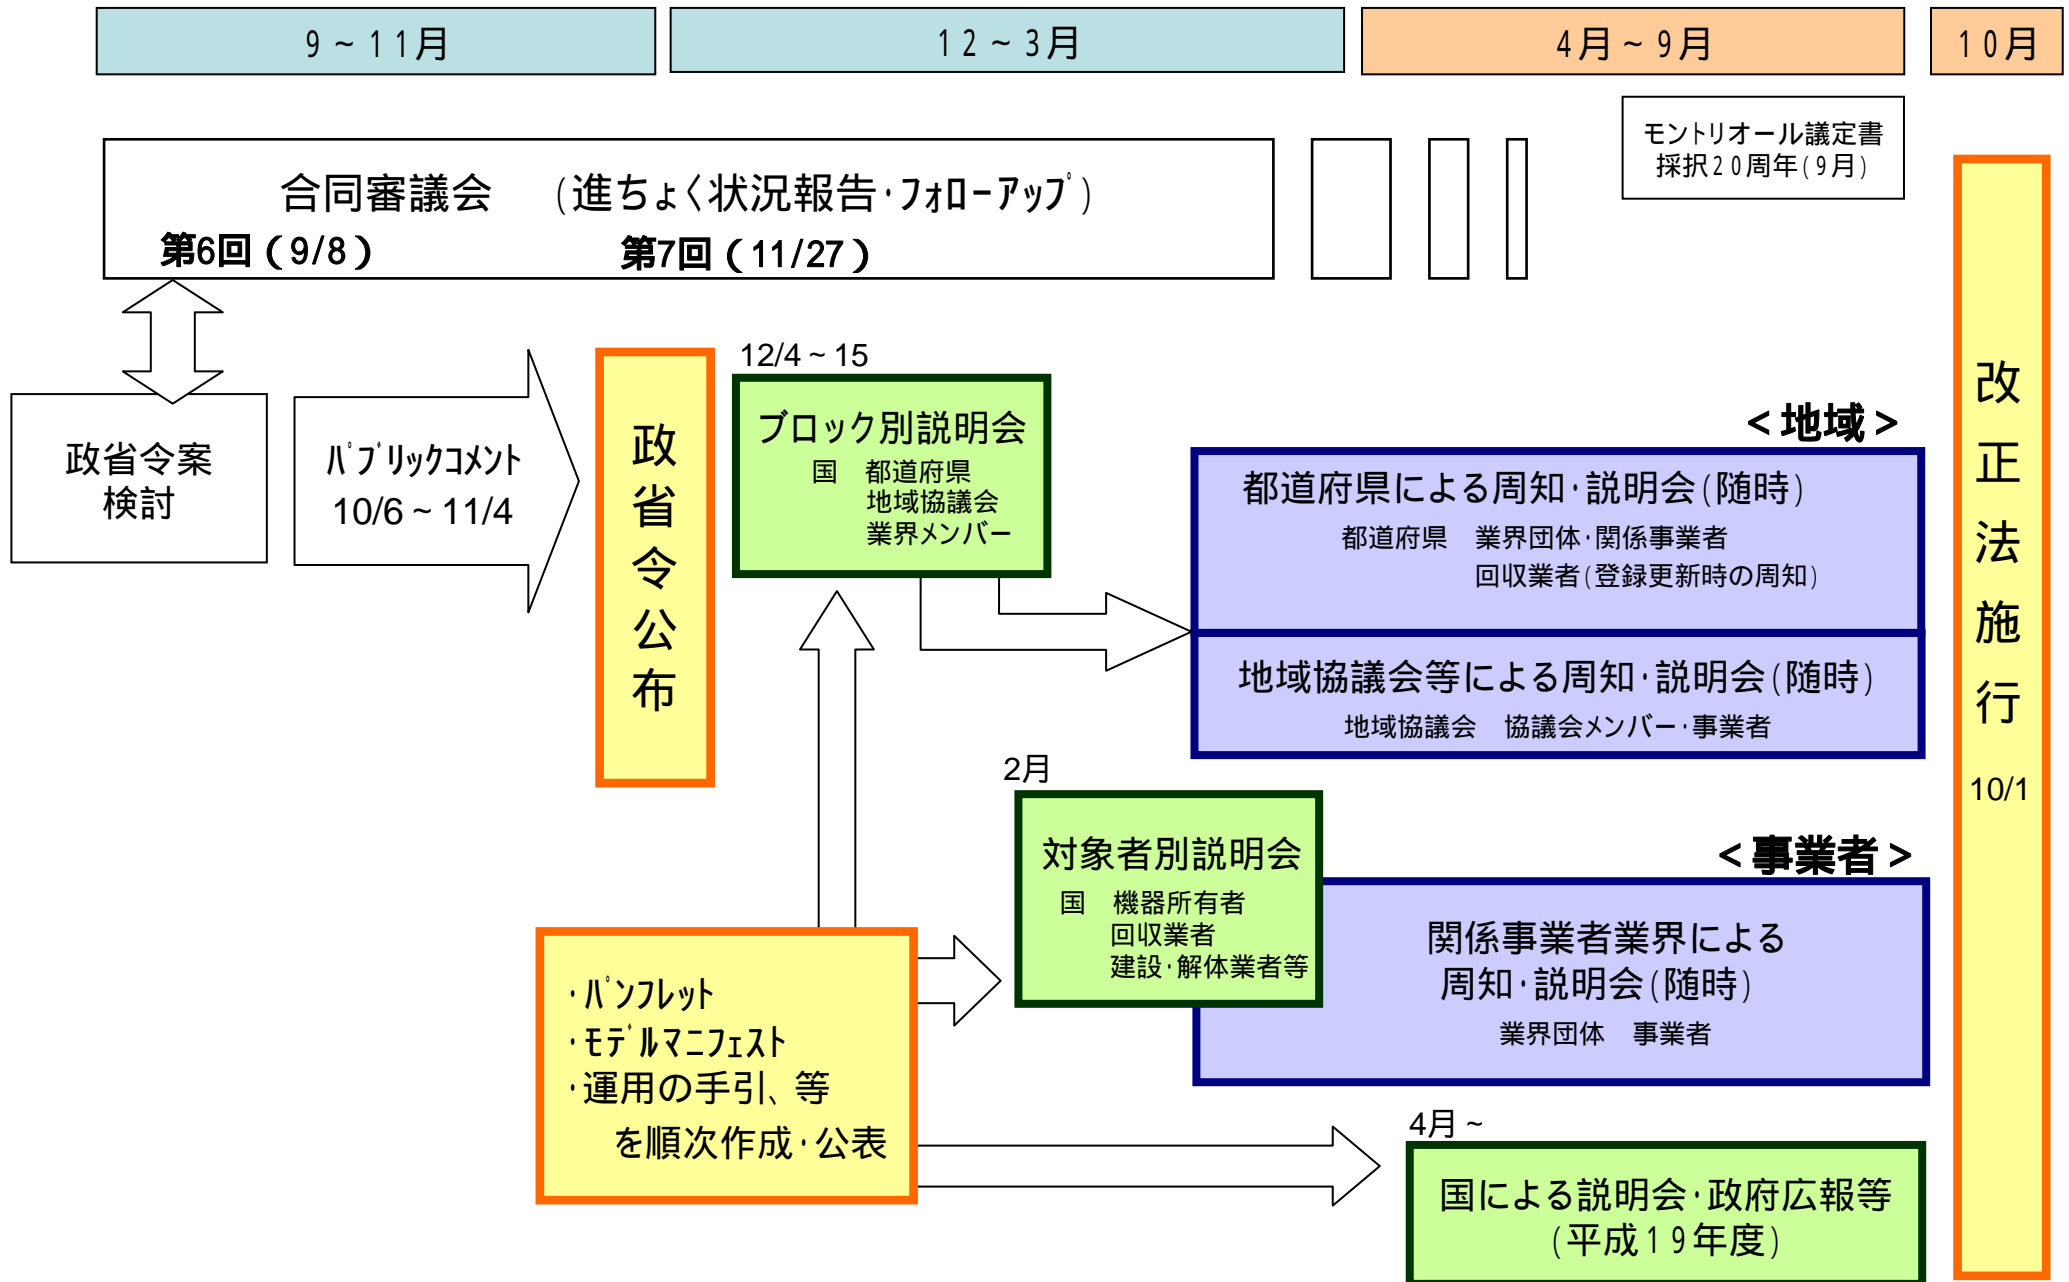 9～11月
12～3月
4月～9月
10月
モントリオール議定書
採択20周年(9月)
合同審議会 (進ちょく状況報告・フォローアップ)
第6回（9/8）
第7回（11/27）
政省令案
検討
パブリックコメント
10/6～11/4
政省令公布
12/4～15
ブロック別説明会
国 都道府県
地域協議会
業界メンバー
＜地域＞
都道府県による周知・説明会(随時)
都道府県 業界団体・関係事業者
回収業者(登録更新時の周知)
地域協議会等による周知・説明会(随時)
地域協議会 協議会メンバー・事業者
2月
対象者別説明会
国 機器所有者
回収業者
建設・解体業者等
＜事業者＞
関係事業者業界による
周知・説明会(随時)
業界団体 事業者
・パンフレット
・モデルマニフェスト
・運用の手引、等
を順次作成・公表
4月～
国による説明会・政府広報等
(平成19年度)
改正法施行
10/1